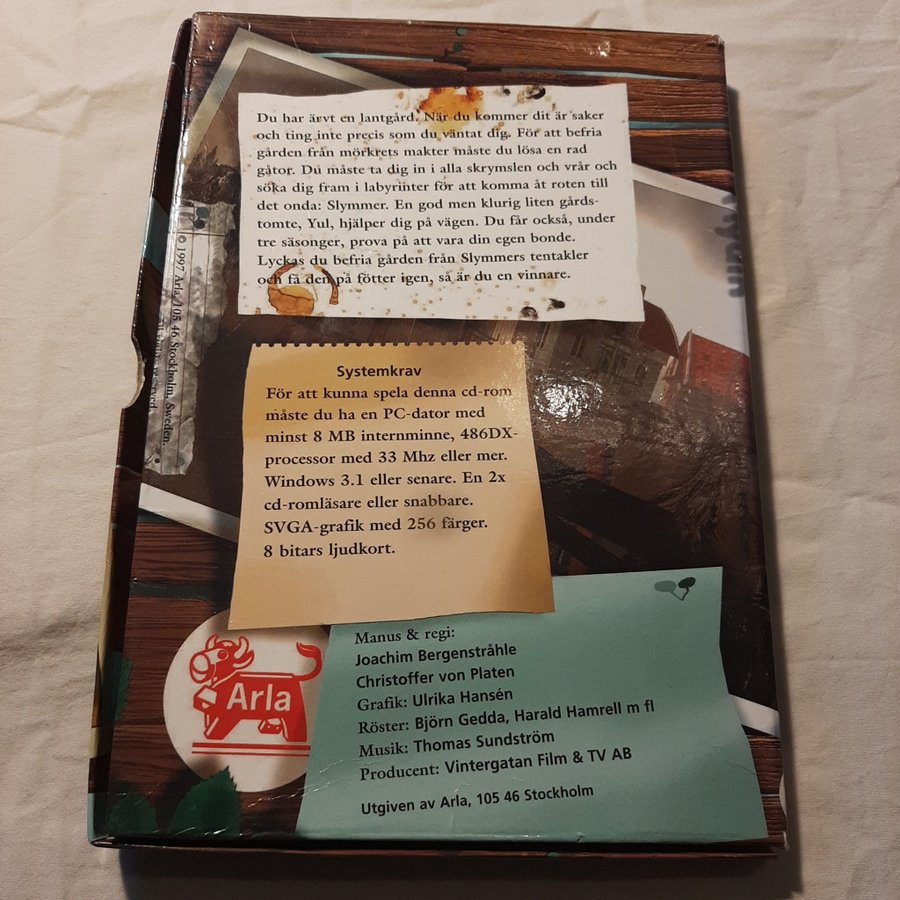 Du har ärvt en lantgård. När du kommer dit är saker
och ting inte precis som du väntat dig. För att befria
gården från mörkrets makter måste du lösa en rad
gåtor. Du måste ta dig in i alla skrymslen och vrår och
söka dig fram i labyrinter för att komma åt roten till
det onda: Slymmer. En god men klurig liten gårds-
tomte, Yul, hjälper dig på vägen. Du får också, under
tre säsonger, prova på att vara din egen bonde.
Lyckas du befria gården från Slymmers tentakler
och få den på fötter igen, så är du en vinnare.
© 1997 Arla, 105 46 Stockholm, Sweden.
reserved.
Systemkrav
För att kunna spela denna cd-rom
måste du ha en PC-dator med
minst 8 MB internminne, 486DX-
processor med 33 Mhz eller mer.
Windows 3.1 eller senare. En 2x
cd-romläsare eller snabbare.
SVGA-grafik med 256 färger.
8 bitars ljudkort.
Arla
Manus & regi:
Joachim Bergenstråhle
Christoffer von Platen
Grafik: Ulrika Hansén
Röster: Björn Gedda, Harald Hamrell m fl
Musik: Thomas Sundström
Producent: Vintergatan Film & TV AB
Utgiven av Arla, 105 46 Stockholm